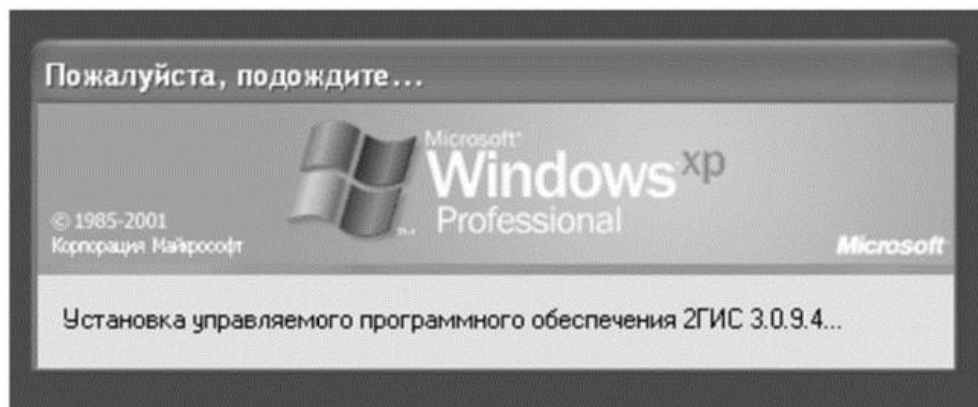 Пожалуйста, подождите...
Microsoft
Windows xp
Professional
© 1985-2001
Корпорация Майкрософт
Microsoft
Установка управляемого программного обеспечения 2ГИС 3.0.9.4...